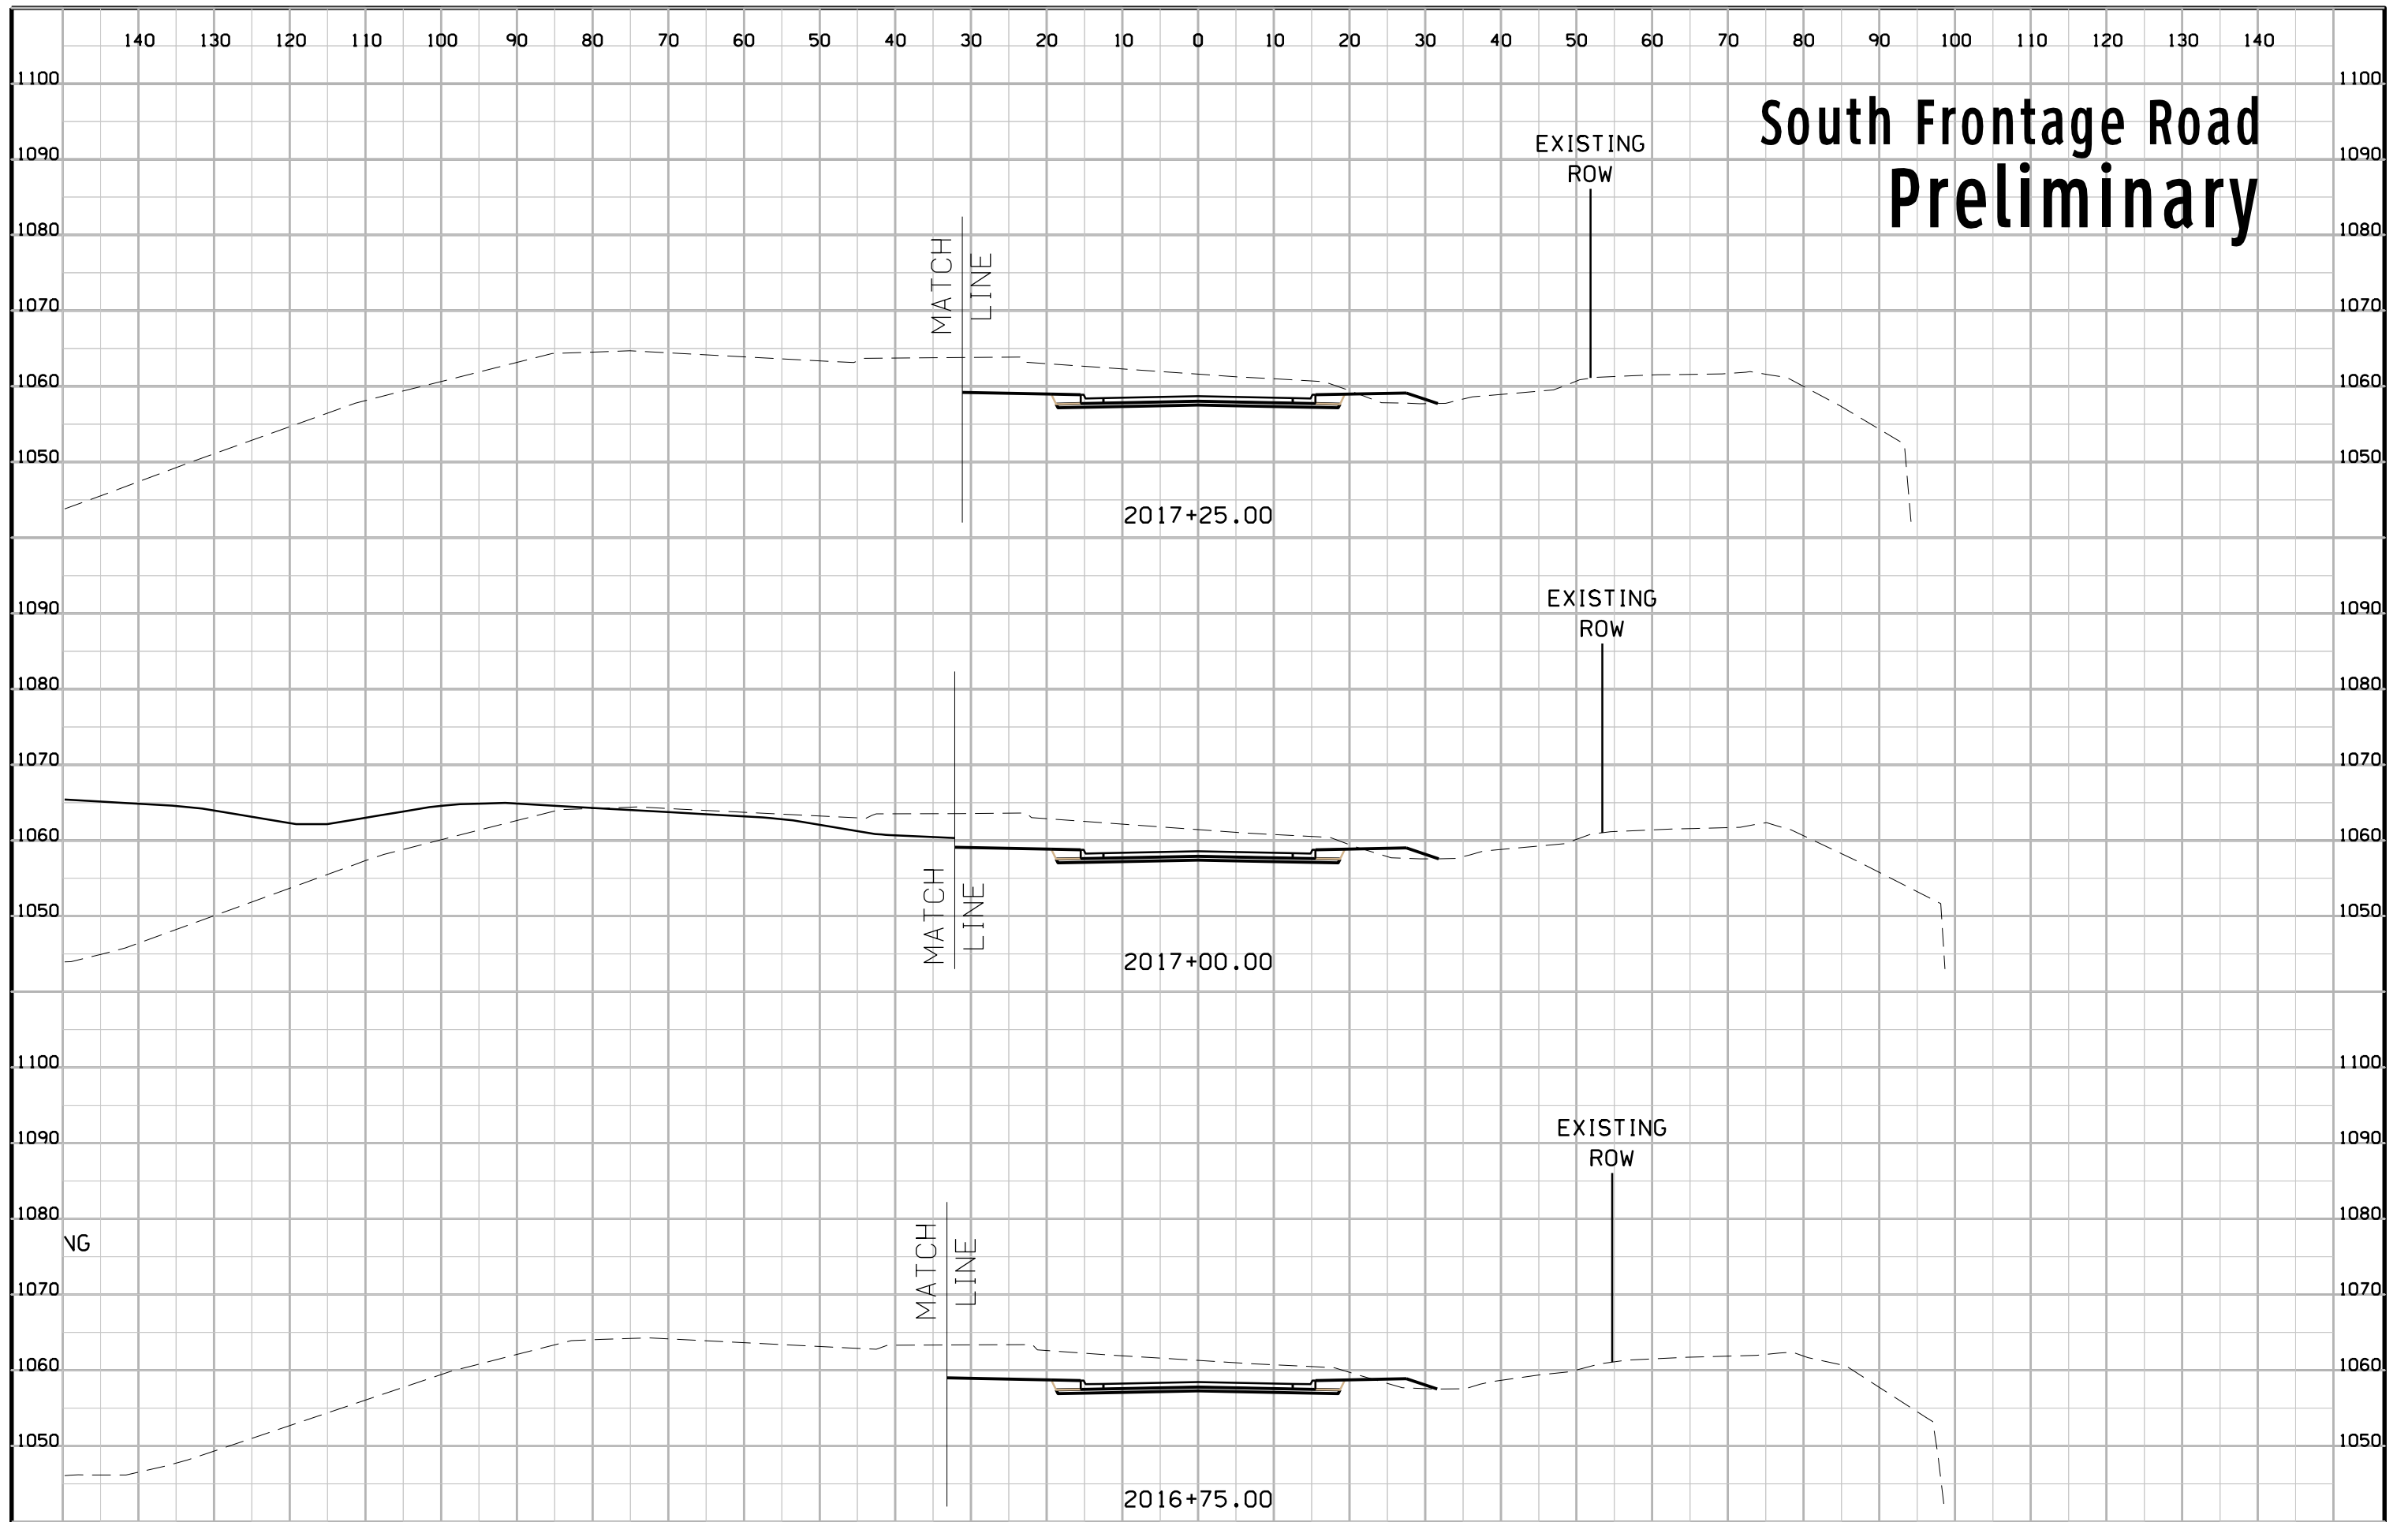 140 130 120 110 100 90 80 70 60 50 40 30 20 10 0 10 20 30 40 50 60 70 80 90 100 110 120 130 140
1100 1100
South Frontage Road
Preliminary
EXISTING
ROW
1090 1090
1080 1080
MATCH
LINE
1070 1070
1060 1060
1050 1050
2017+25.00
EXISTING
ROW
1090 1090
1080 1080
1070 1070
1060 1060
MATCH
LINE
1050 1050
2017+00.00
1100 1100
EXISTING
ROW
1090 1090
1080 1080
NG
MATCH
LINE
1070 1070
1060 1060
1050 1050
2016+75.00